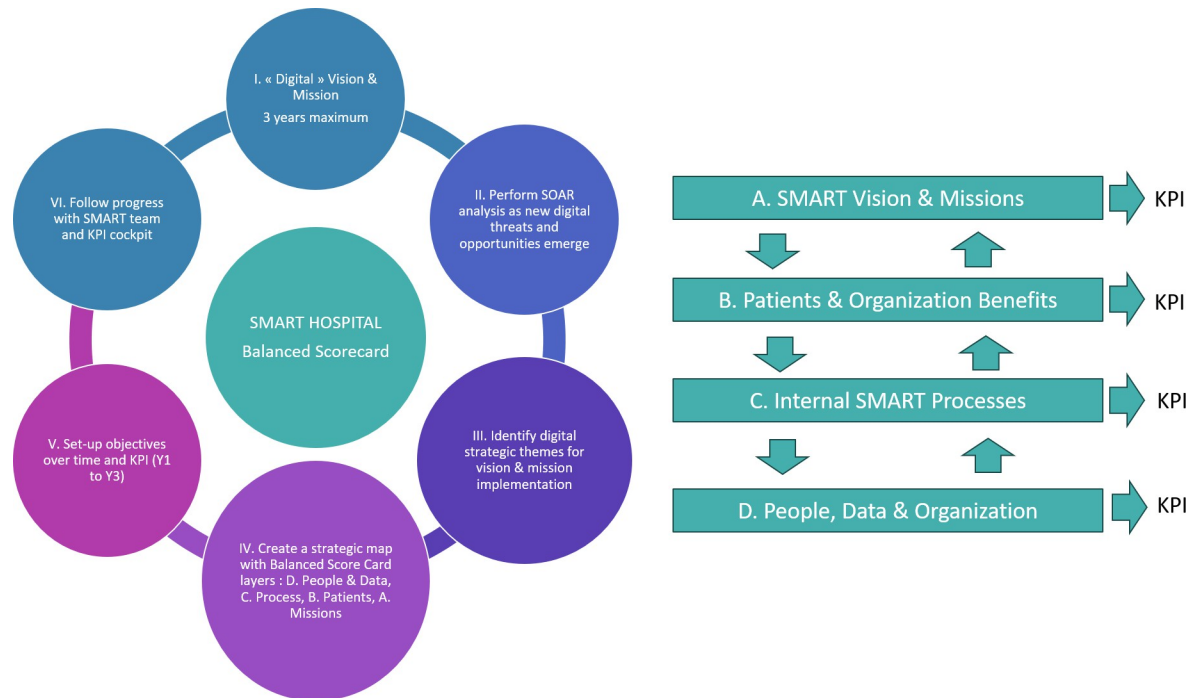 I. « Digital » Vision &
Mission
3 years maximum
II. Perform SOAR
analysis as new digital
threats and
opportunities emerge
III. Identify digital
strategic themes for
vision & mission
implementation
IV. Create a strategic map
with Balanced Score Card
layers : D. People & Data,
C. Process, B. Patients, A.
Missions
V. Set-up objectives
over time and KPI (Y1
to Y3)
VI. Follow progress
with SMART team
and KPI cockpit
SMART HOSPITAL
Balanced Scorecard
A. SMART Vision & Missions
KPI
B. Patients & Organization Benefits
KPI
C. Internal SMART Processes
KPI
D. People, Data & Organization
KPI